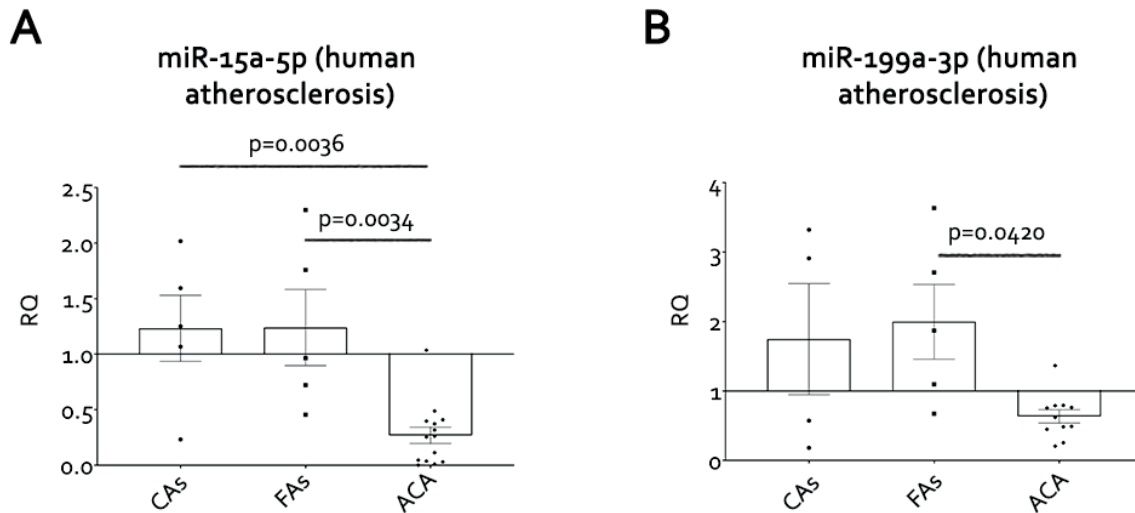 A
miR-15a-5p (human
atherosclerosis)
p=0.0036
p=0.0034
2.5
2.0
1.5
1.0
0.5
0.0
RQ
CAs
FAs
ACA
B
miR-199a-3p (human
atherosclerosis)
p=0.0420
4
3
2
1
0
RQ
CAs
FAs
ACA